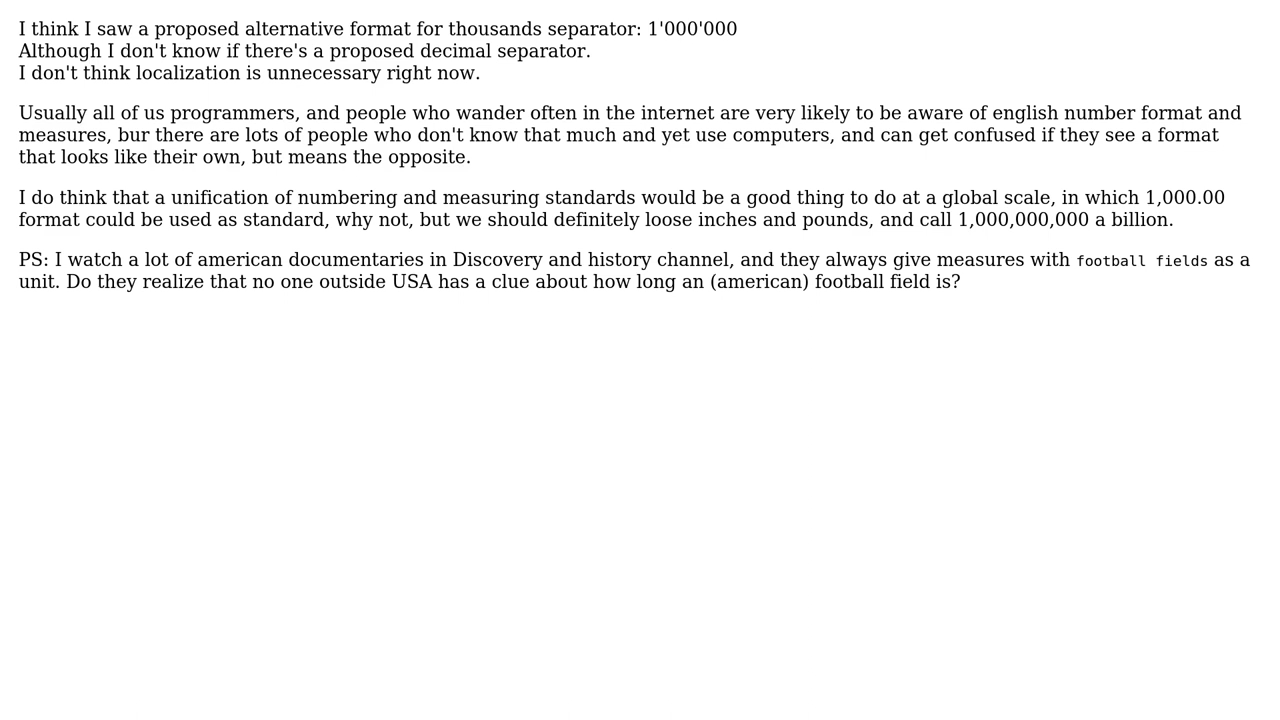 I think I saw a proposed alternative format for thousands separator: 1'000'000
Although I don't know if there's a proposed decimal separator.
I don't think localization is unnecessary right now.
Usually all of us programmers, and people who wander often in the internet are very likely to be aware of english number format and
measures, bur there are lots of people who don't know that much and yet use computers, and can get confused if they see a format
that looks like their own, but means the opposite.
I do think that a unification of numbering and measuring standards would be a good thing to do at a global scale, in which 1,000.00
format could be used as standard, why not, but we should definitely loose inches and pounds, and call 1,000,000,000 a billion.
PS: I watch a lot of american documentaries in Discovery and history channel, and they always give measures with football fields as a
unit. Do they realize that no one outside USA has a clue about how long an (american) football field is?